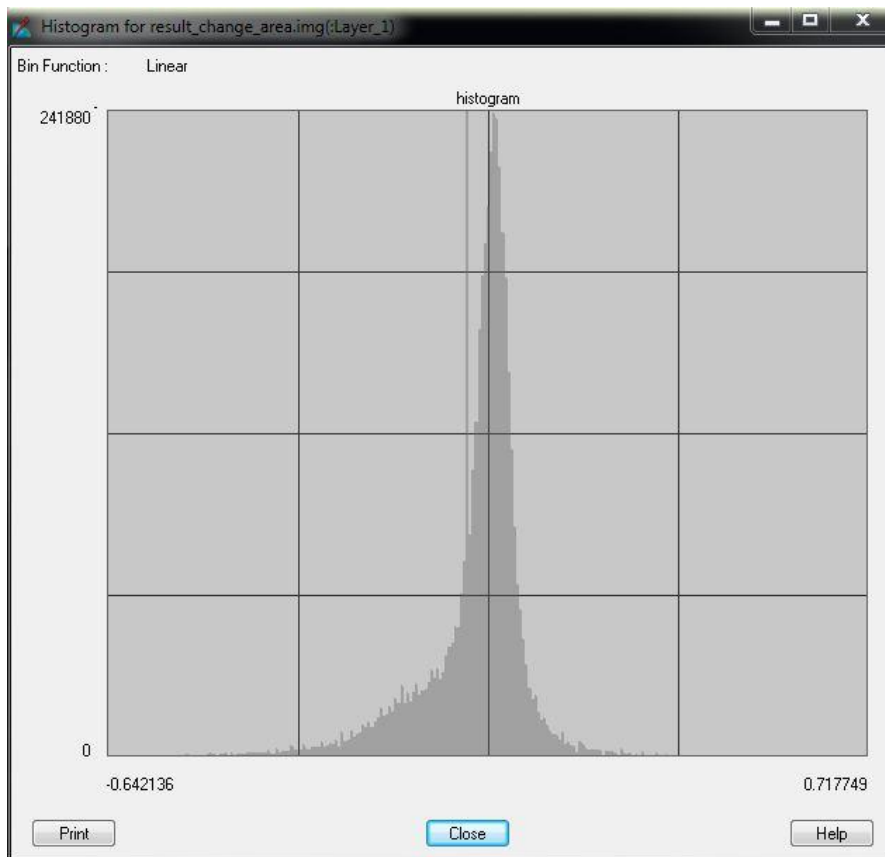 Histogram for result_change_area.img(:Layer_1)
Bin Function : Linear
histogram
241880
0
-0.642136 0.717749
Print Close Help